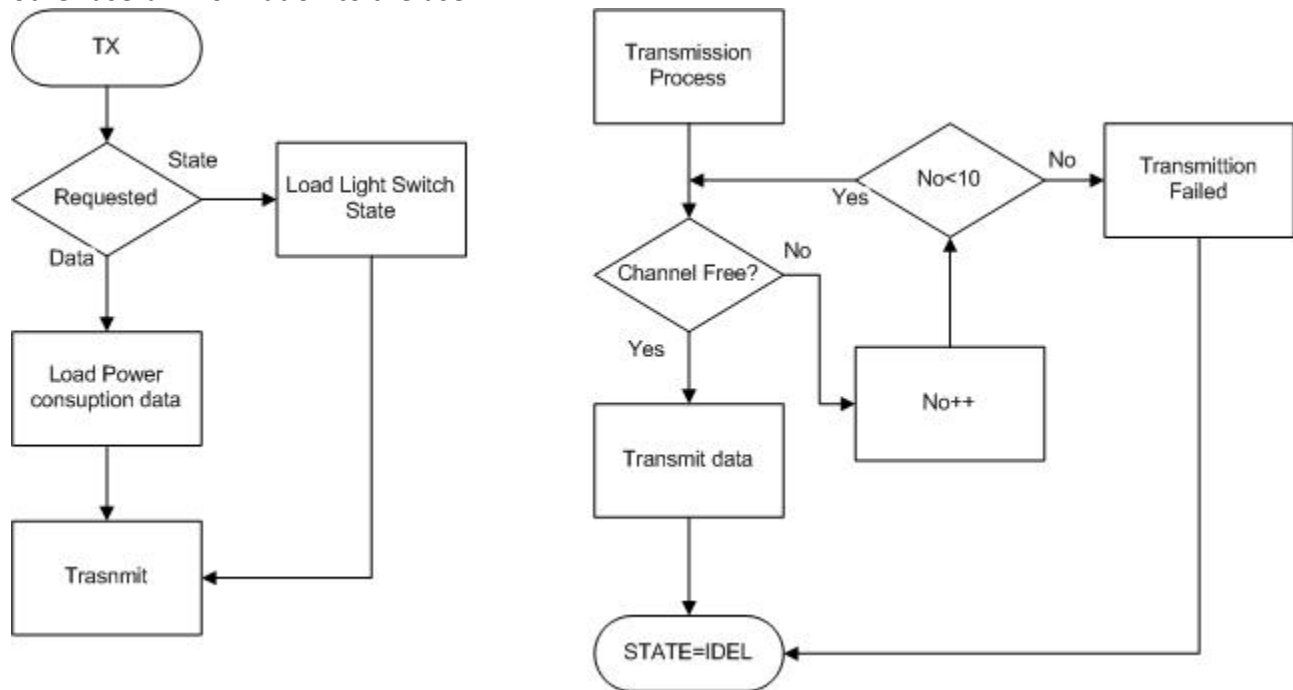 TX
Requested
State
Load Light Switch
State
Data
Load Power
consuption data
Trasnmit
Transmission
Process
Channel Free?
No
Yes
No++
No<10
Yes
No
Transmittion
Failed
Transmit data
STATE=IDEL